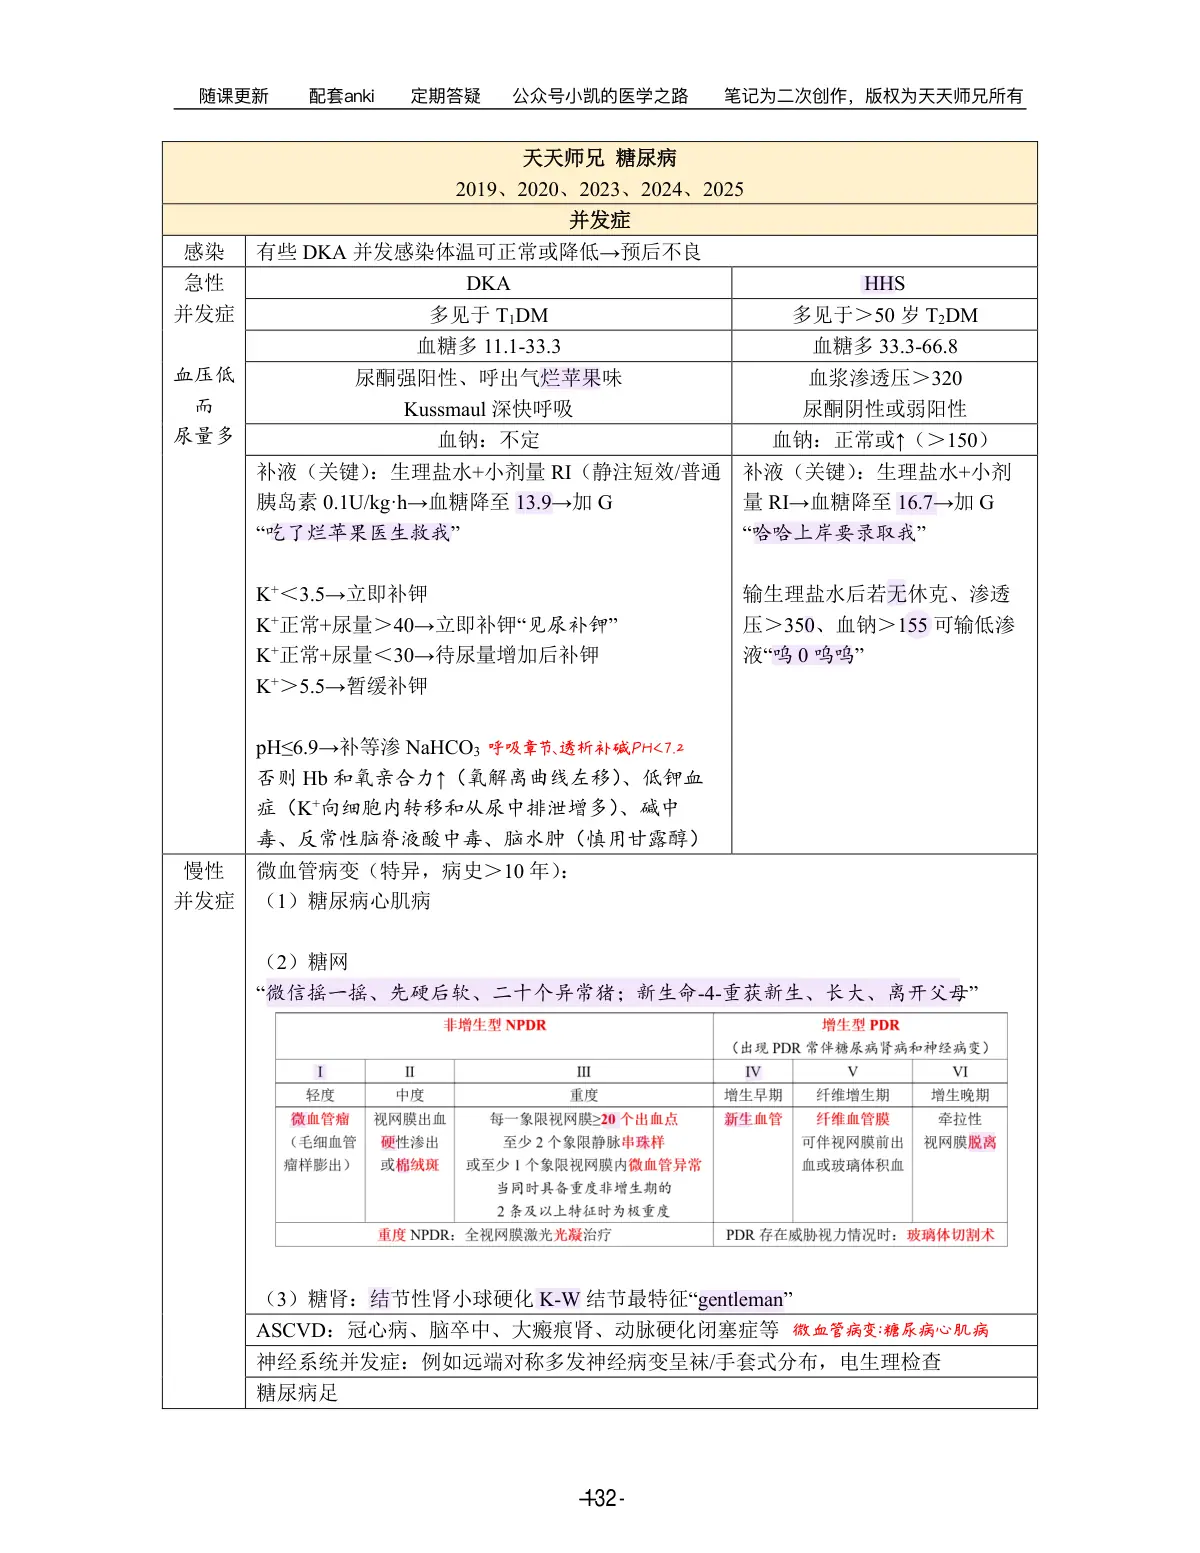 随课更新 配套anki 定期答疑 公众号小凯的医学之路 笔记为二次创作，版权为天天师兄所有
天天师兄 糖尿病
2019、2020、2023、2024、2025
并发症
感染 有些 DKA 并发感染体温可正常或降低→预后不良
急性
并发症
血压低
而
尿量多
DKA HHS
多见于 T₁DM 多见于＞50 岁 T₂DM
血糖多 11.1-33.3 血糖多 33.3-66.8
尿酮强阳性、呼出气烂苹果味
Kussmaul 深快呼吸
血浆渗透压＞320
尿酮阴性或弱阳性
血钠：不定 血钠：正常或↑（＞150）
补液（关键）：生理盐水+小剂量 RI（静注短效/普通
胰岛素 0.1U/kg·h→血糖降至 13.9→加 G
“吃了烂苹果医生救我”
K⁺＜3.5→立即补钾
K⁺正常+尿量＞40→立即补钾“见尿补钾”
K⁺正常+尿量＜30→待尿量增加后补钾
K⁺＞5.5→暂缓补钾
pH≤6.9→补等渗 NaHCO₃ 呼吸章节、透析补碱PH<7.2
否则 Hb 和氧亲合力↑（氧解离曲线左移）、低钾血
症（K⁺向细胞内转移和从尿中排泄增多）、碱中
毒、反常性脑脊液酸中毒、脑水肿（慎用甘露醇）
补液（关键）：生理盐水+小剂
量 RI→血糖降至 16.7→加 G
“哈哈上岸要录取我”
输生理盐水后若无休克、渗透
压＞350、血钠＞155 可输低渗
液“呜 0 呜呜”
慢性
并发症
微血管病变（特异，病史＞10 年）：
（1）糖尿病心肌病
（2）糖网
“微信摇一摇、先硬后软、二十个异常猪；新生命-4-重获新生、长大、离开父母”
非增生型 NPDR 增生型 PDR
（出现 PDR 常伴糖尿病肾病和神经病变）
I II III IV V VI
轻度 中度 重度 增生早期 纤维增生期 增生晚期
微血管瘤
（毛细血管
瘤样膨出）
视网膜出血
硬性渗出
或棉绒斑
每一象限视网膜≥20 个出血点
至少 2 个象限静脉串珠样
或至少 1 个象限视网膜内微血管异常
当同时具备重度非增生期的
2 条及以上特征时为极重度
新生血管
纤维血管膜
可伴视网膜前出
血或玻璃体积血
牵拉性
视网膜脱离
重度 NPDR：全视网膜激光光凝治疗 PDR 存在威胁视力情况时：玻璃体切割术
（3）糖肾：结节性肾小球硬化 K-W 结节最特征“gentleman”
ASCVD：冠心病、脑卒中、大瘢痕肾、动脉硬化闭塞症等 微血管病变：糖尿病心肌病
神经系统并发症：例如远端对称多发神经病变呈袜/手套式分布，电生理检查
糖尿病足
-132-